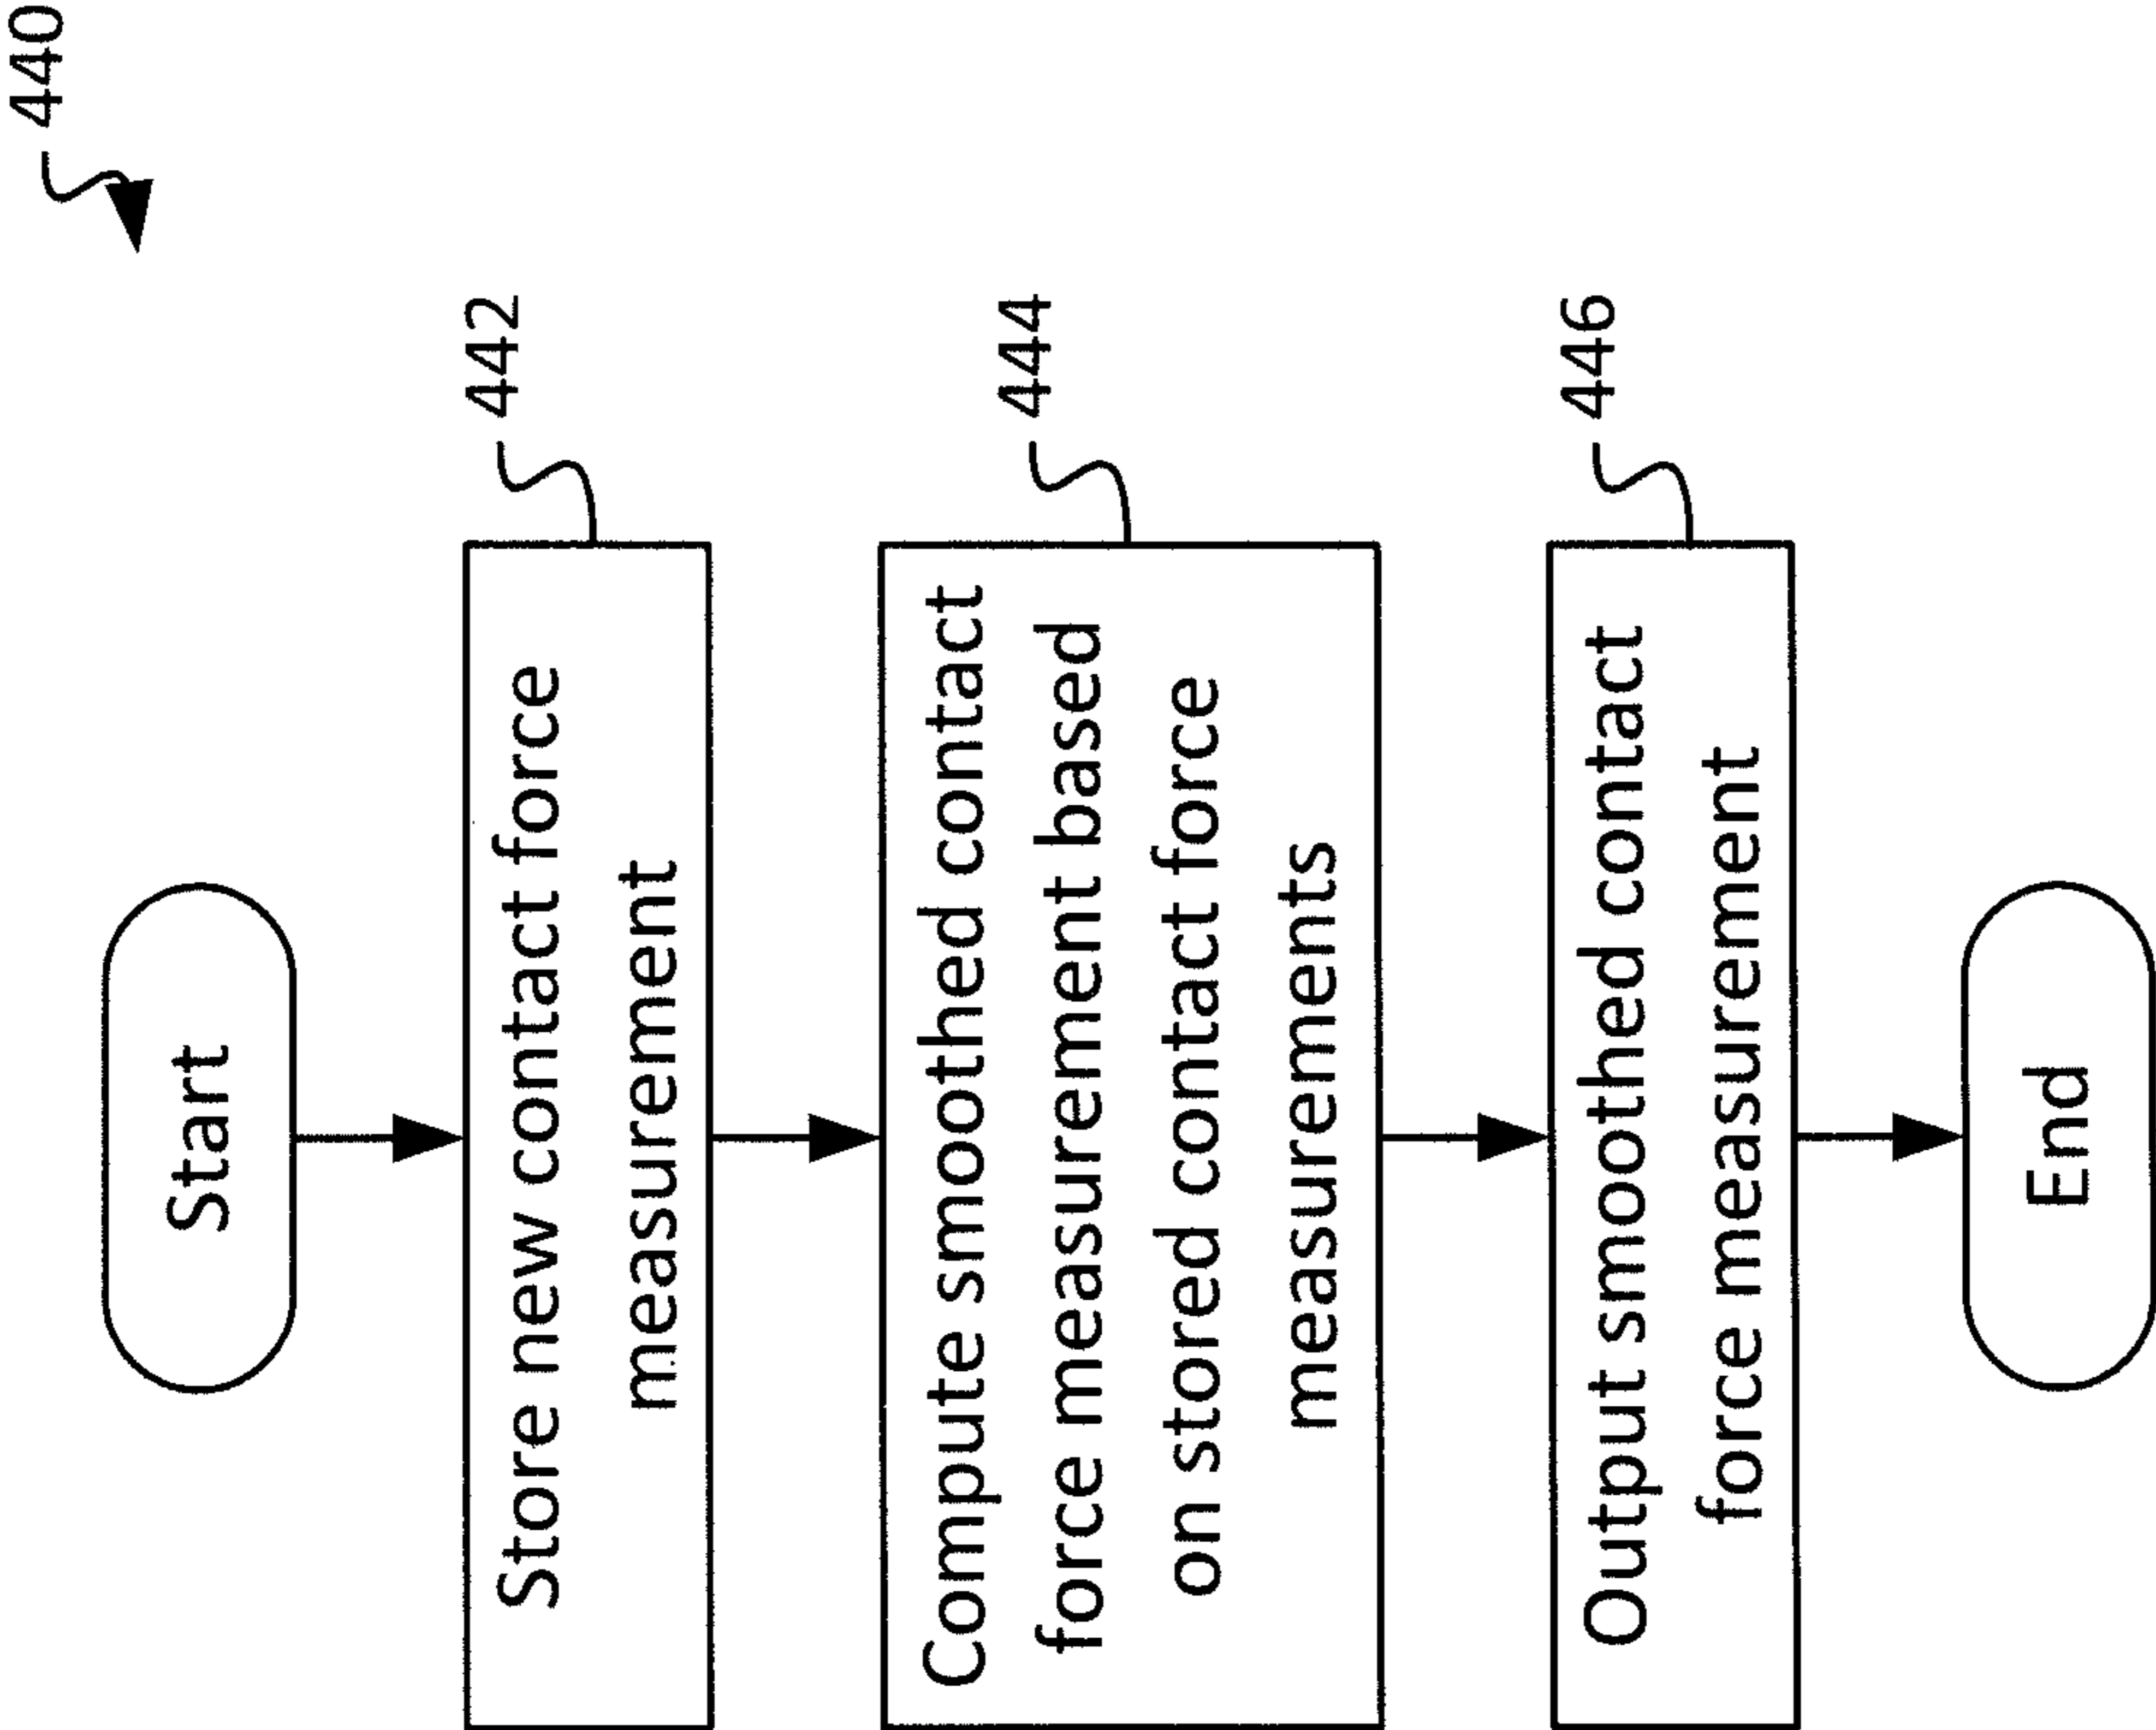 440
Start
Store new contact force
measurement
442
Compute smoothed contact
force measurement based
on stored contact force
measurements
444
Output smoothed contact
force measurement
446
End